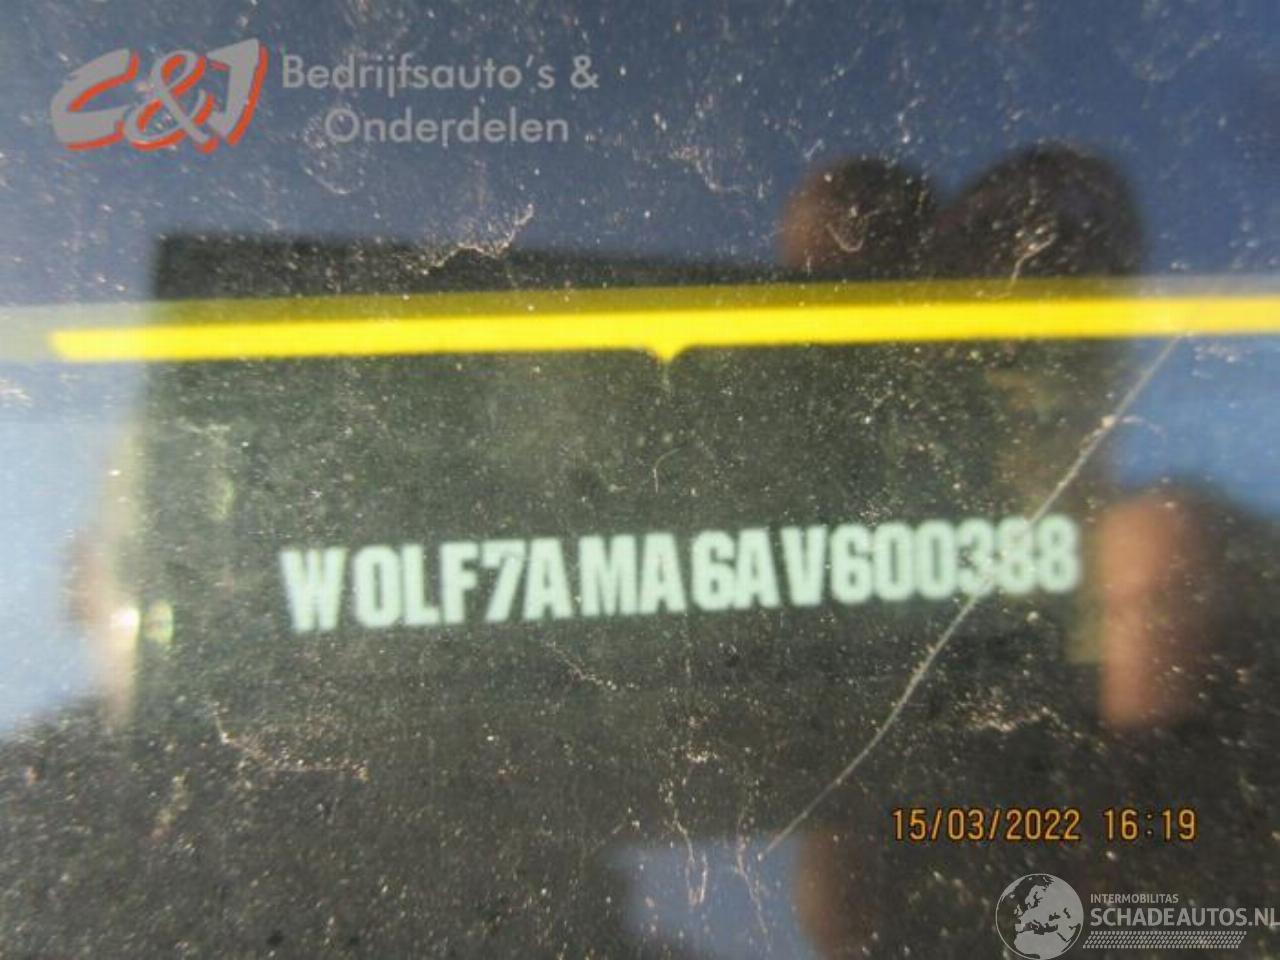 C&J Bedrijfsauto's &
Onderdelen
W0LF7AMA6AV600388
15/03/2022 16:19
INTERMOBILITAS
SCHADEAUTOS.NL